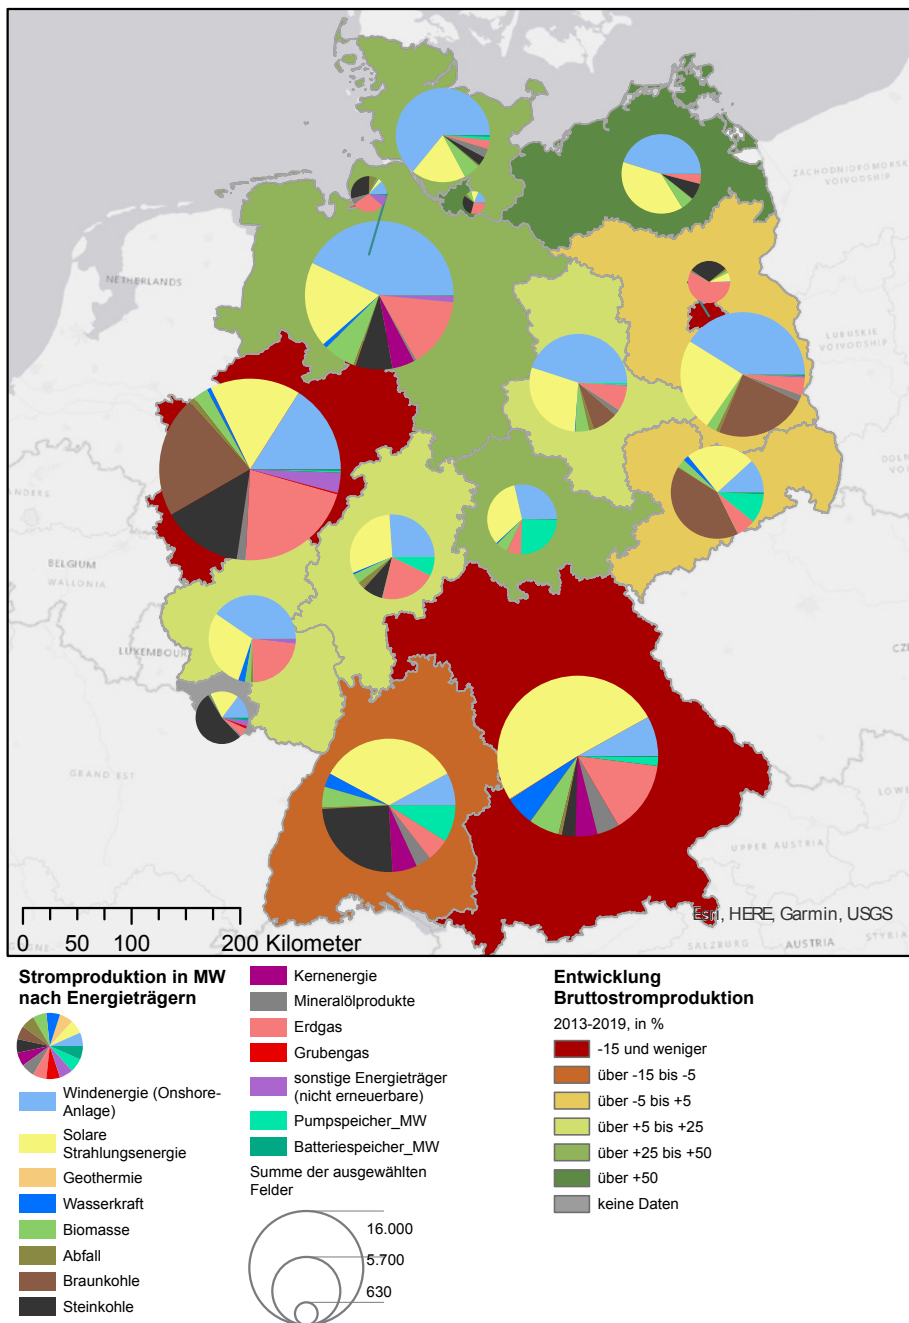 ZACHODNIOPOMORSKIE
VOIVODSHIP
NETHERLANDS
LUBUSKIE
VOIVODSHIP
BELGIUM
WALLONIA
LUXEMBOURG
GRAND EST
UPPER AUSTRIA
Esri, HERE, Garmin, USGS
SALZBURG
AUSTRIA
STYRIA
0 50 100 200 Kilometer
Stromproduktion in MW
nach Energieträgern
Windenergie (Onshore-
Anlage)
Solare
Strahlungsenergie
Geothermie
Wasserkraft
Biomasse
Abfall
Braunkohle
Steinkohle
Kernenergie
Mineralölprodukte
Erdgas
Grubengas
sonstige Energieträger
(nicht erneuerbare)
Pumpspeicher_MW
Batteriespeicher_MW
Summe der ausgewählten
Felder
16.000
5.700
630
Entwicklung
Bruttostromproduktion
2013-2019, in %
-15 und weniger
über -15 bis -5
über -5 bis +5
über +5 bis +25
über +25 bis +50
über +50
keine Daten